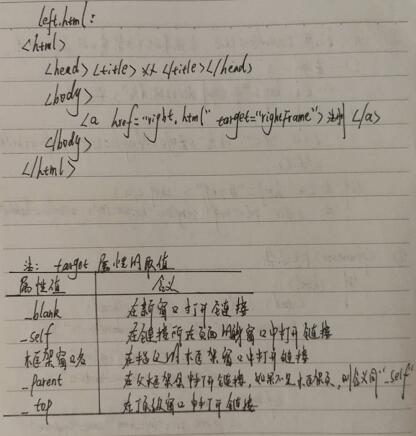 left.html:
<html>
<head><title>xx</title></head>
<body>
<a href="right.html" target="rightFrame">注册</a>
</body>
</html>
注: target 属性的取值
属性值 含义
_blank 在新窗口打开链接
_self 在链接所在页面的窗口中打开链接
框架窗口名 在指定的框架窗口中打开链接
_parent 在父框架集中打开链接,如果不是框架页,则含义同"_self"
_top 在顶级窗口中打开链接